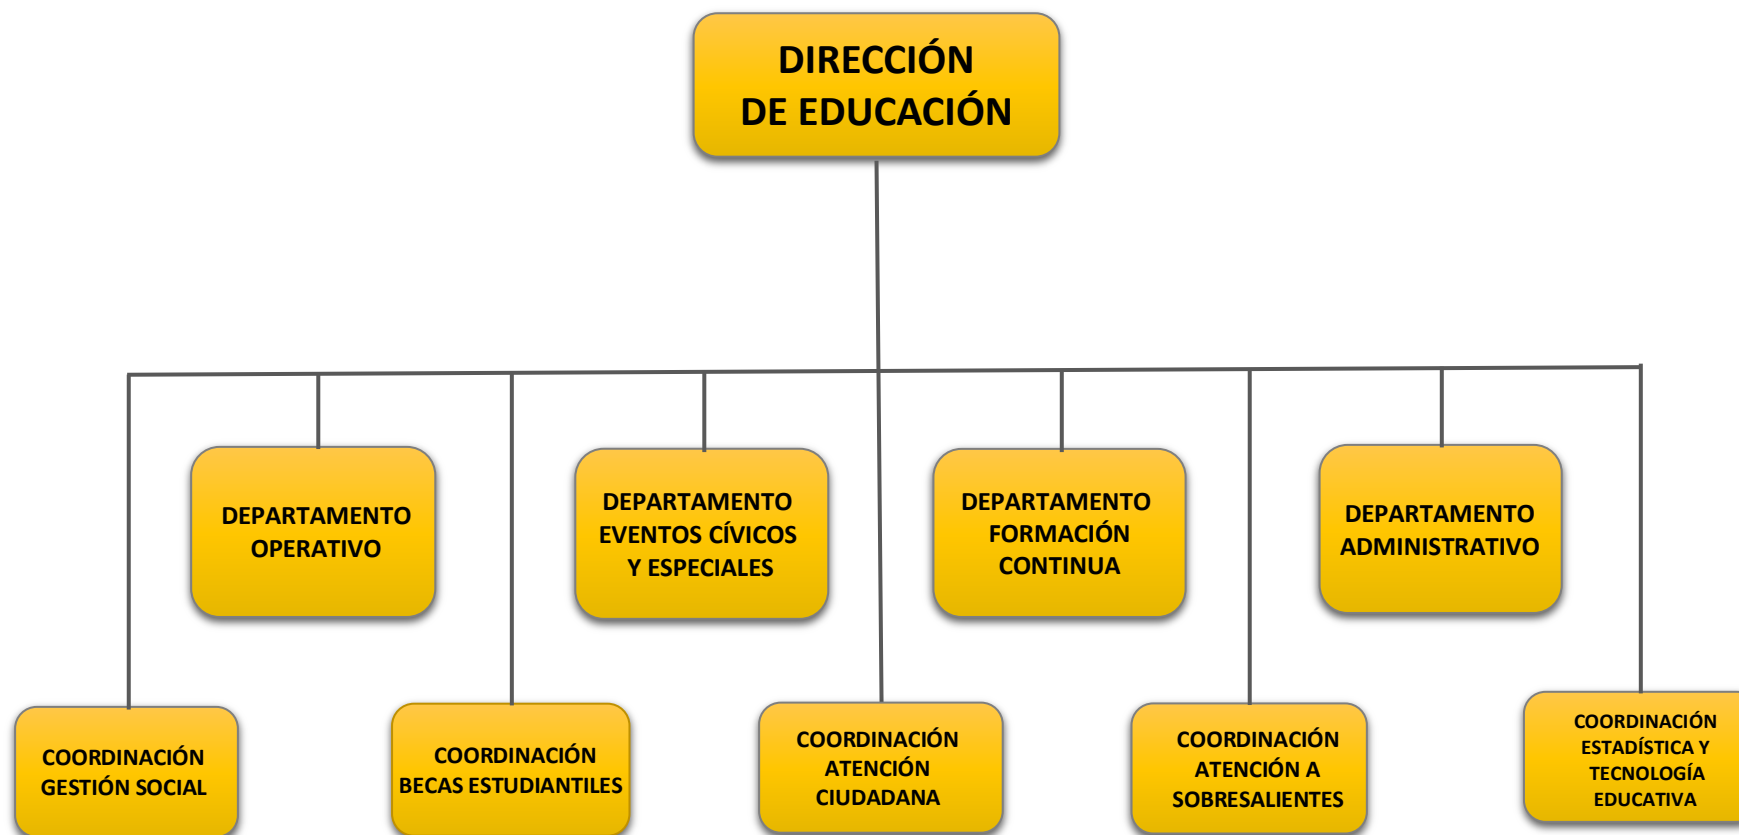 DIRECCIÓN
DE EDUCACIÓN
DEPARTAMENTO
OPERATIVO
DEPARTAMENTO
EVENTOS CÍVICOS
Y ESPECIALES
DEPARTAMENTO
FORMACIÓN
CONTINUA
DEPARTAMENTO
ADMINISTRATIVO
COORDINACIÓN
GESTIÓN SOCIAL
COORDINACIÓN
BECAS ESTUDIANTILES
COORDINACIÓN
ATENCIÓN
CIUDADANA
COORDINACIÓN
ATENCIÓN A
SOBRESALIENTES
COORDINACIÓN
ESTADÍSTICA Y
TECNOLOGÍA
EDUCATIVA